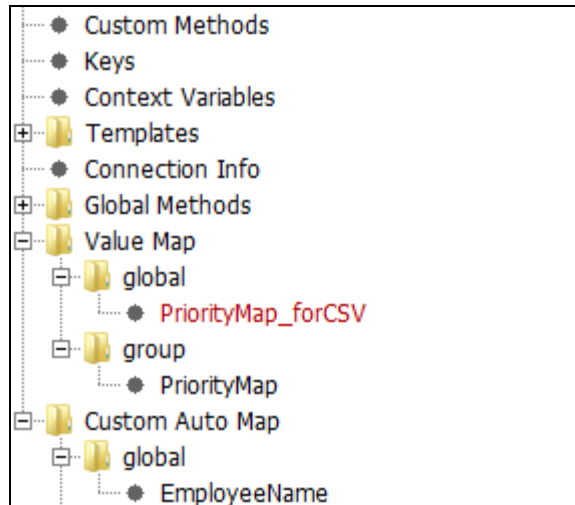 Custom Methods
Keys
Context Variables
Templates
Connection Info
Global Methods
Value Map
global
PriorityMap_forCSV
group
PriorityMap
Custom Auto Map
global
EmployeeName